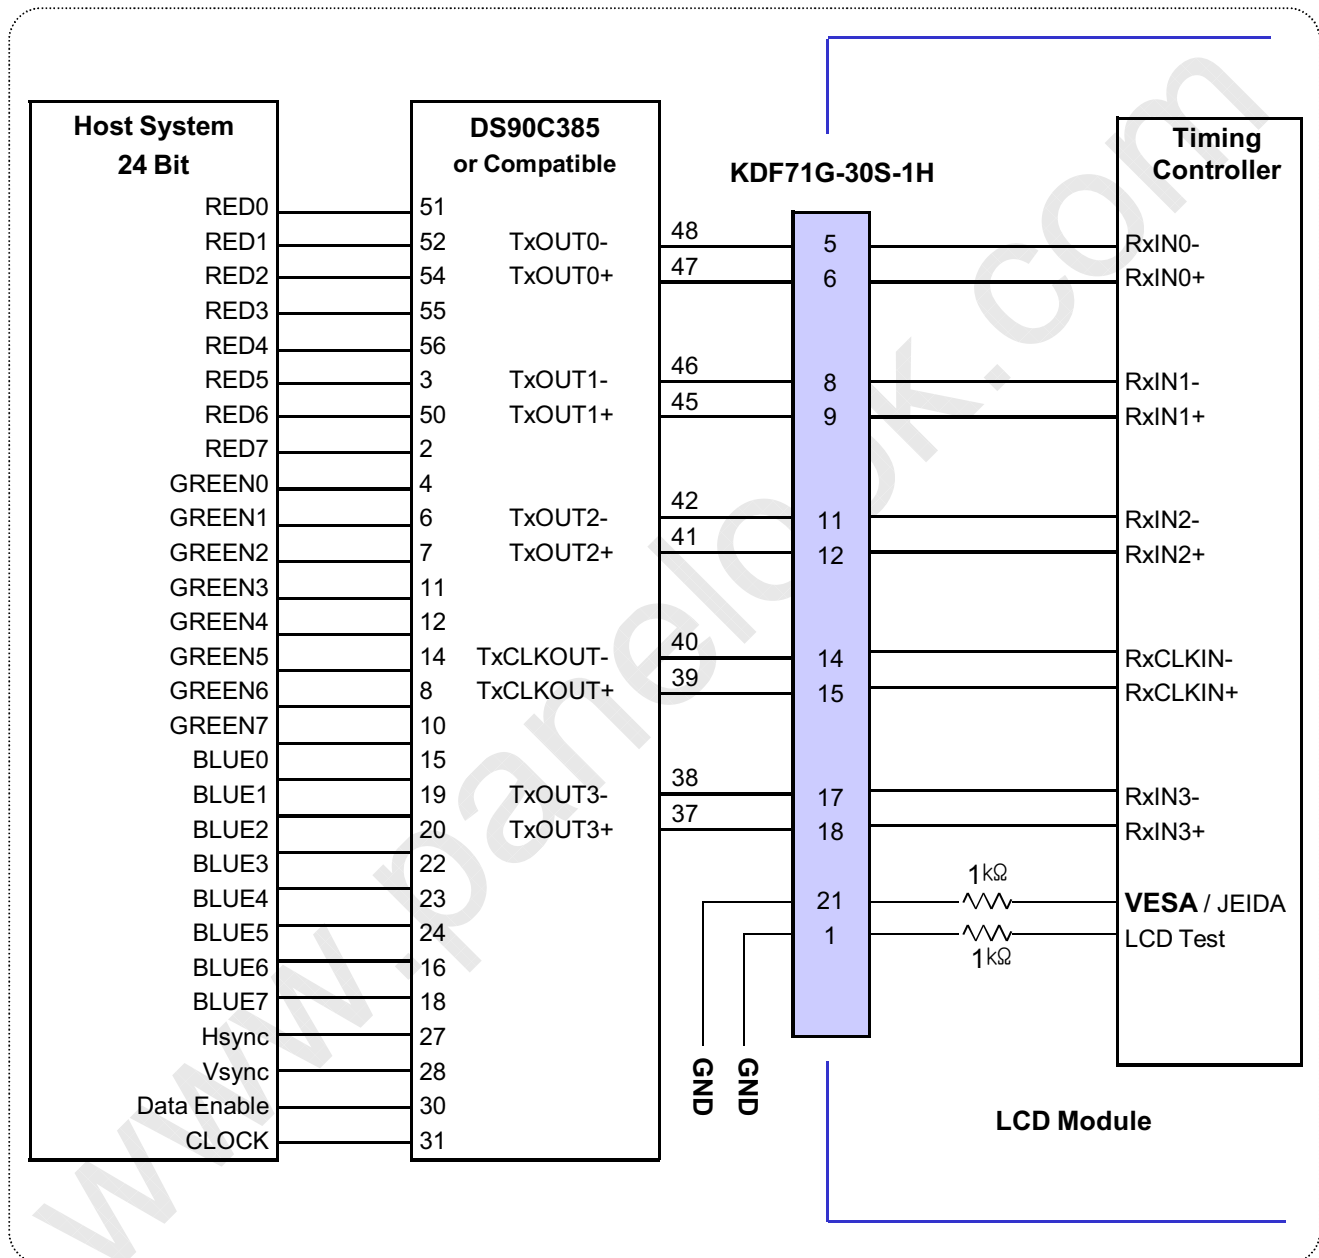 Host System
24 Bit
RED0
RED1
RED2
RED3
RED4
RED5
RED6
RED7
GREEN0
GREEN1
GREEN2
GREEN3
GREEN4
GREEN5
GREEN6
GREEN7
BLUE0
BLUE1
BLUE2
BLUE3
BLUE4
BLUE5
BLUE6
BLUE7
Hsync
Vsync
Data Enable
CLOCK
DS90C385
or Compatible
51
52 TxOUT0-
54 TxOUT0+
55
56
3 TxOUT1-
50 TxOUT1+
2
4
6 TxOUT2-
7 TxOUT2+
11
12
14 TxCLKOUT-
8 TxCLKOUT+
10
15
19 TxOUT3-
20 TxOUT3+
22
23
24
16
18
27
28
30
31
48
47
46
45
42
41
40
39
38
37
KDF71G-30S-1H
5
6
8
9
11
12
14
15
17
18
21
1
GND
GND
1kΩ
1kΩ
Timing
Controller
RxIN0-
RxIN0+
RxIN1-
RxIN1+
RxIN2-
RxIN2+
RxCLKIN-
RxCLKIN+
RxIN3-
RxIN3+
VESA / JEIDA
LCD Test
LCD Module
www.panelook.com